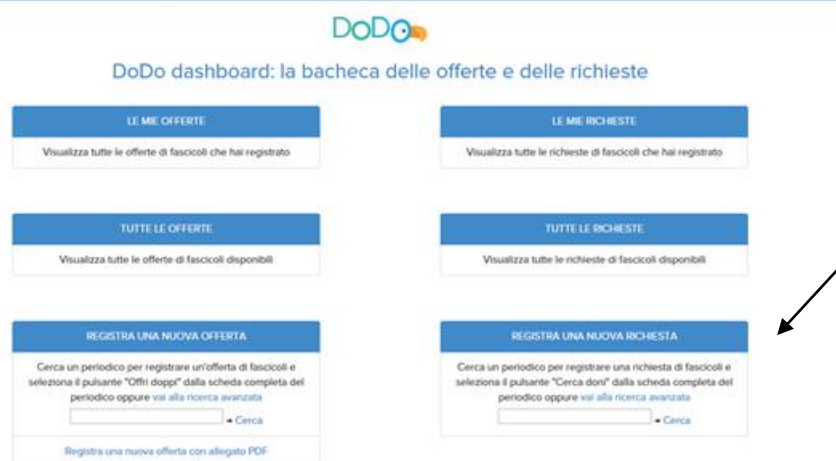 DoDo
DoDo dashboard: la bacheca delle offerte e delle richieste
LE MIE OFFERTE
Visualizza tutte le offerte di fascicoli che hai registrato
LE MIE RICHIESTE
Visualizza tutte le richieste di fascicoli che hai registrato
TUTTE LE OFFERTE
Visualizza tutte le offerte di fascicoli disponibili
TUTTE LE RICHIESTE
Visualizza tutte le richieste di fascicoli disponibili
REGISTRA UNA NUOVA OFFERTA
Cerca un periodico per registrare un'offerta di fascicoli e
seleziona il pulsante "Offri doppi" dalla scheda completa del
periodico oppure vai alla ricerca avanzata
Cerca
Registra una nuova offerta con allegato PDF
REGISTRA UNA NUOVA RICHIESTA
Cerca un periodico per registrare una richiesta di fascicoli e
seleziona il pulsante "Cerca doni" dalla scheda completa del
periodico oppure vai alla ricerca avanzata
Cerca